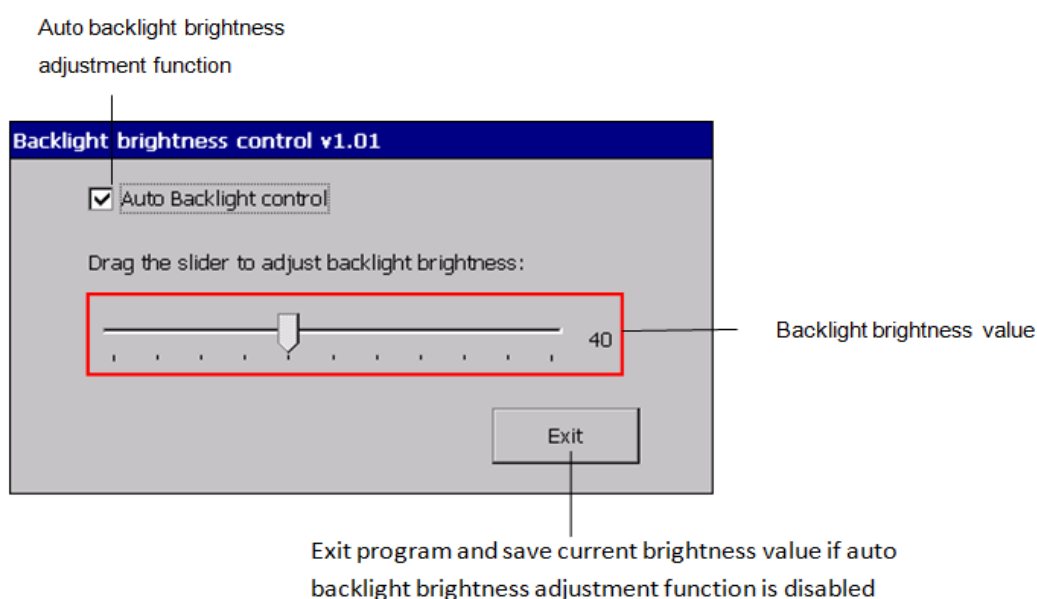 Auto backlight brightness
adjustment function
Backlight brightness control v1.01
Auto Backlight control
Drag the slider to adjust backlight brightness:
40
Backlight brightness value
Exit
Exit program and save current brightness value if auto
backlight brightness adjustment function is disabled